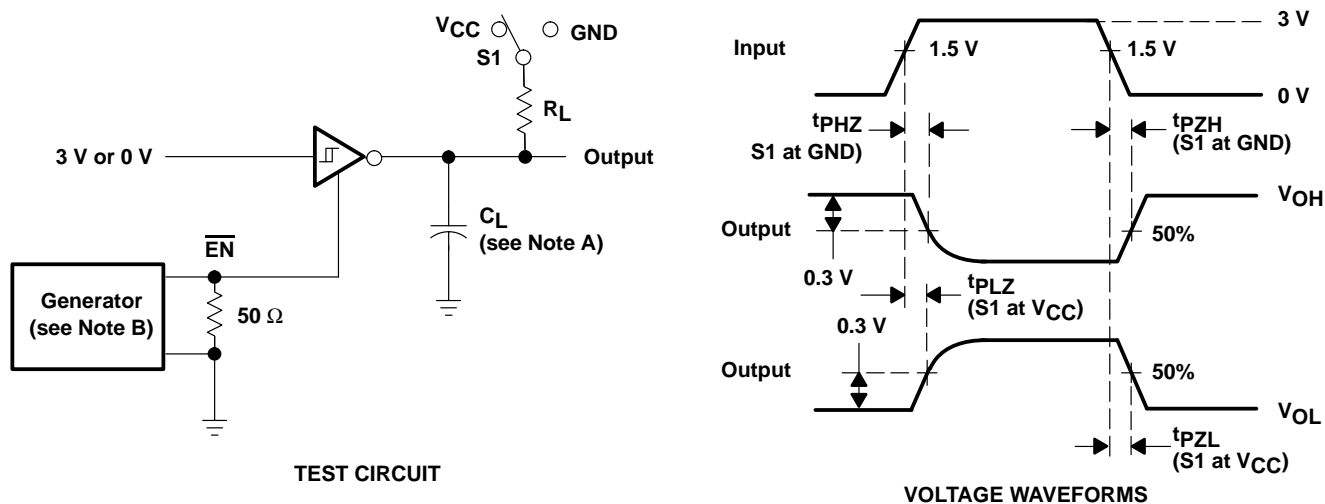 VCC
GND
S1
RL
3 V or 0 V
Output
CL
(see Note A)
EN
Generator
(see Note B)
50 Ω
TEST CIRCUIT
3 V
Input
1.5 V
1.5 V
0 V
tPHZ
S1 at GND)
tPZH
(S1 at GND)
VOH
Output
50%
0.3 V
tPLZ
(S1 at VCC)
0.3 V
Output
50%
VOL
tPZL
(S1 at VCC)
VOLTAGE WAVEFORMS